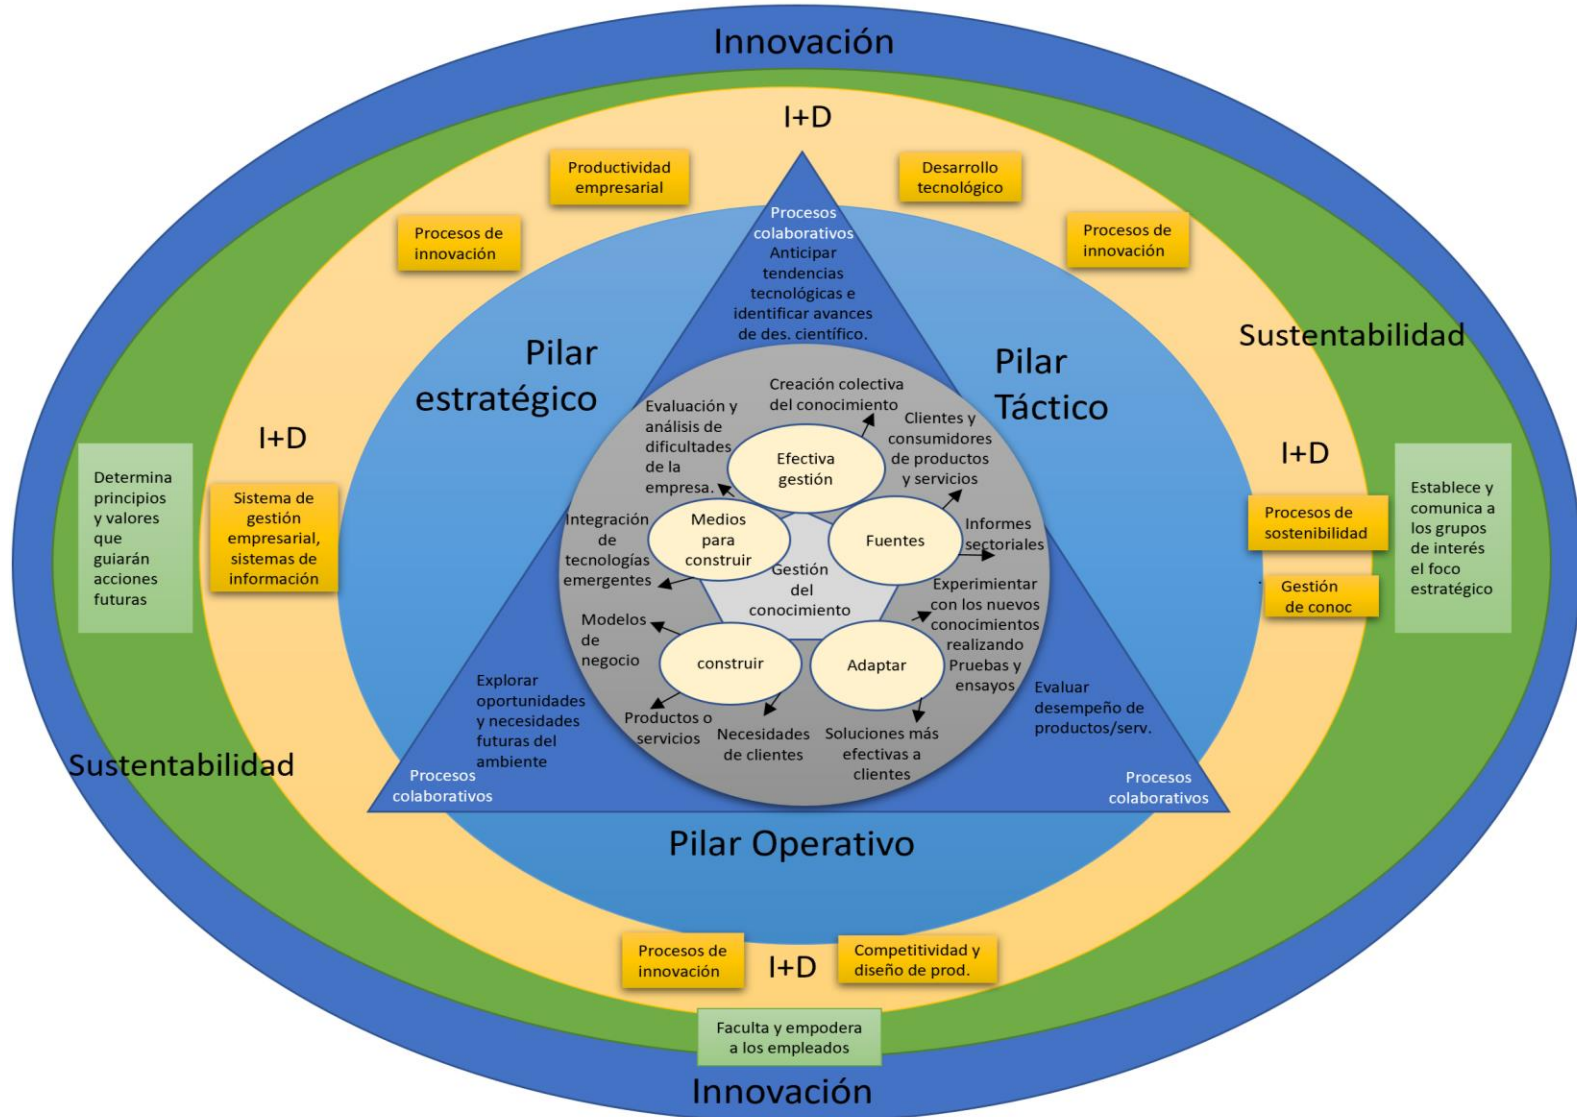 Innovación
I+D
Productividad
empresarial
Desarrollo
tecnológico
Procesos de
innovación
Procesos de
innovación
Procesos
colaborativos
Anticipar
tendencias
tecnológicas e
identificar avances
de des. científico.
Sustentabilidad
Pilar
estratégico
Pilar
Táctico
Creación colectiva
del conocimiento
Evaluación y
análisis de
dificultades
de la
empresa.
Clientes y
consumidores
de productos
y servicios
Efectiva
gestión
I+D
I+D
Determina
principios
y valores
que
guiarán
acciones
futuras
Sistema de
gestión
empresarial,
sistemas de
información
Integración
de
tecnologías
emergentes
Medios
para
construir
Fuentes
Informes
sectoriales
Gestión
del
conocimiento
Procesos de
sostenibilidad
Gestión
de conoc
Establece y
comunica a
los grupos
de interés
el foco
estratégico
Experimientar
con los nuevos
conocimientos
realizando
Pruebas y
ensayos
Modelos
de
negocio
construir
Adaptar
Explorar
oportunidades
y necesidades
futuras del
ambiente
Evaluar
desempeño de
productos/serv.
Productos o
servicios
Necesidades
de clientes
Soluciones más
efectivas a
clientes
Sustentabilidad
Procesos
colaborativos
Procesos
colaborativos
Pilar Operativo
Procesos de
innovación
I+D
Competitividad y
diseño de prod.
Faculta y empodera
a los empleados
Innovación